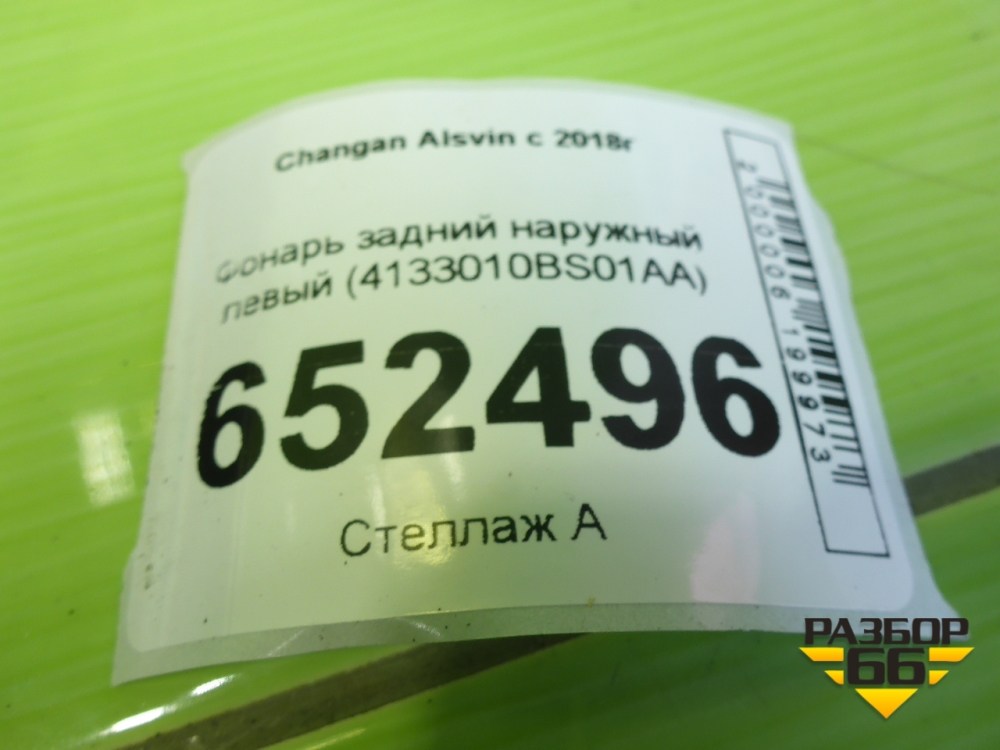 Changan Alsvin с 2018г
Фонарь задний наружный
левый (4133010BS01AA)
652496
Стеллаж А
2000006199973
РАЗБОР
66